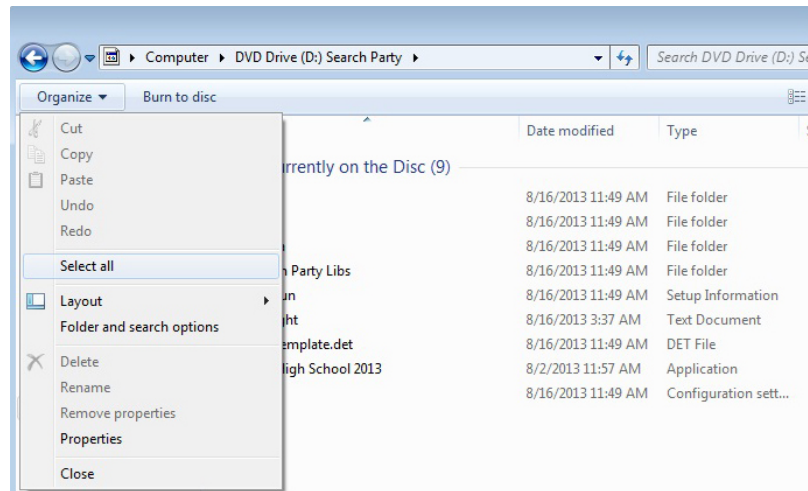 Computer DVD Drive (D:) Search Party Search DVD Drive (D:) Se
Organize Burn to disc
Cut
Copy
Paste
Undo
Redo
Select all
Layout
Folder and search options
Delete
Rename
Remove properties
Properties
Close
Date modified Type
rrently on the Disc (9)
8/16/2013 11:49 AM File folder
8/16/2013 11:49 AM File folder
8/16/2013 11:49 AM File folder
Party Libs 8/16/2013 11:49 AM File folder
un 8/16/2013 11:49 AM Setup Information
ht 8/16/2013 3:37 AM Text Document
emplate.det 8/16/2013 11:49 AM DET File
High School 2013 8/2/2013 11:57 AM Application
8/16/2013 11:49 AM Configuration sett...